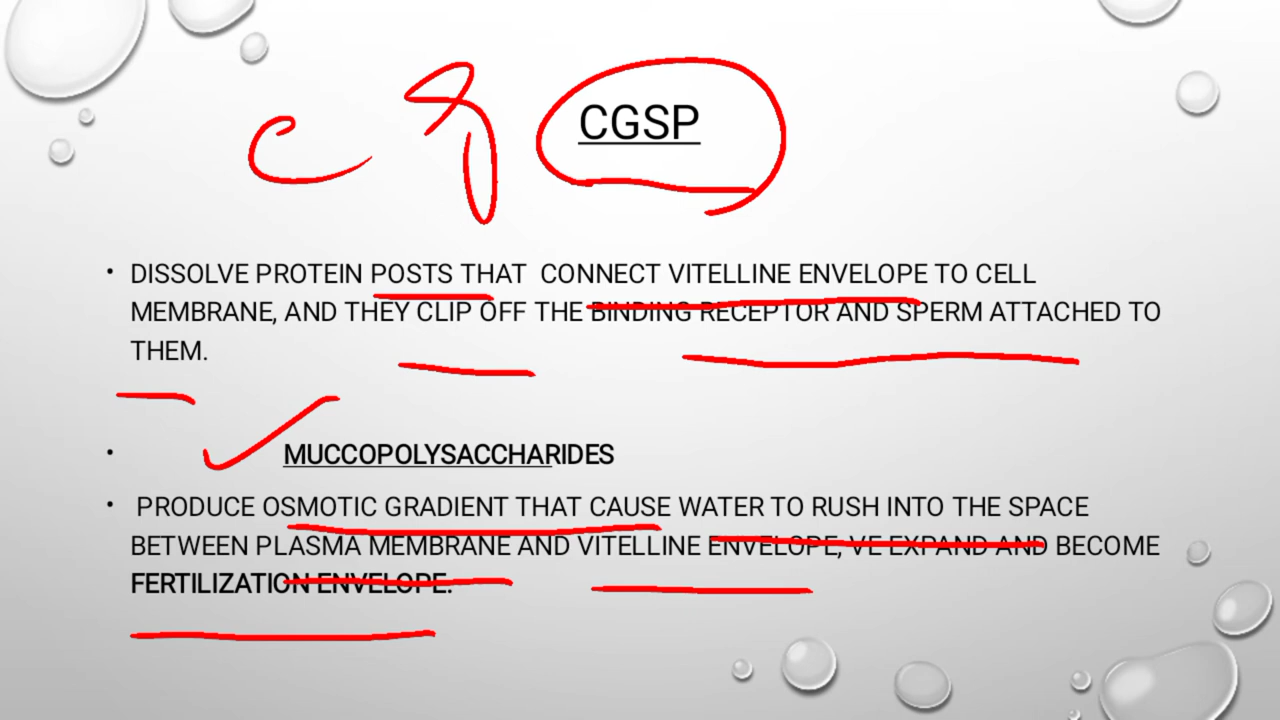 c g CGSP
• DISSOLVE PROTEIN POSTS THAT CONNECT VITELLINE ENVELOPE TO CELL
MEMBRANE, AND THEY CLIP OFF THE BINDING RECEPTOR AND SPERM ATTACHED TO
THEM.
• MUCCOPOLYSACCHARIDES
• PRODUCE OSMOTIC GRADIENT THAT CAUSE WATER TO RUSH INTO THE SPACE
BETWEEN PLASMA MEMBRANE AND VITELLINE ENVELOPE; VE EXPAND AND BECOME
FERTILIZATION ENVELOPE.